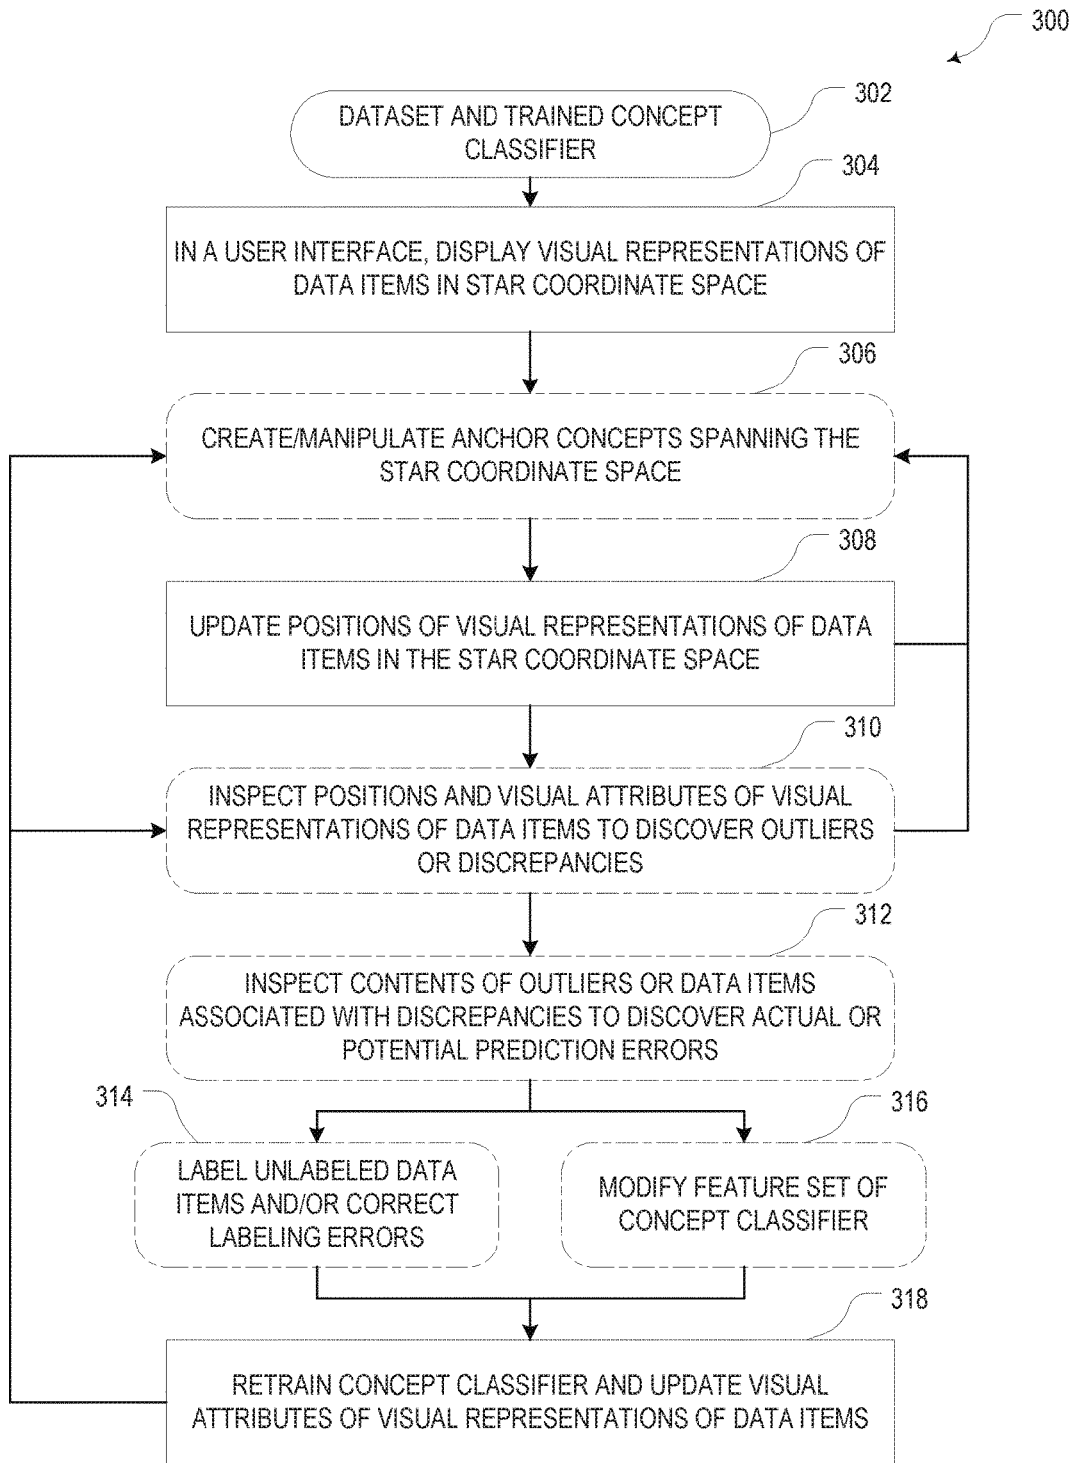 300
302
DATASET AND TRAINED CONCEPT
CLASSIFIER
304
IN A USER INTERFACE, DISPLAY VISUAL REPRESENTATIONS OF
DATA ITEMS IN STAR COORDINATE SPACE
306
CREATE/MANIPULATE ANCHOR CONCEPTS SPANNING THE
STAR COORDINATE SPACE
308
UPDATE POSITIONS OF VISUAL REPRESENTATIONS OF DATA
ITEMS IN THE STAR COORDINATE SPACE
310
INSPECT POSITIONS AND VISUAL ATTRIBUTES OF VISUAL
REPRESENTATIONS OF DATA ITEMS TO DISCOVER OUTLIERS
OR DISCREPANCIES
312
INSPECT CONTENTS OF OUTLIERS OR DATA ITEMS
ASSOCIATED WITH DISCREPANCIES TO DISCOVER ACTUAL OR
POTENTIAL PREDICTION ERRORS
314
LABEL UNLABELED DATA
ITEMS AND/OR CORRECT
LABELING ERRORS
316
MODIFY FEATURE SET OF
CONCEPT CLASSIFIER
318
RETRAIN CONCEPT CLASSIFIER AND UPDATE VISUAL
ATTRIBUTES OF VISUAL REPRESENTATIONS OF DATA ITEMS